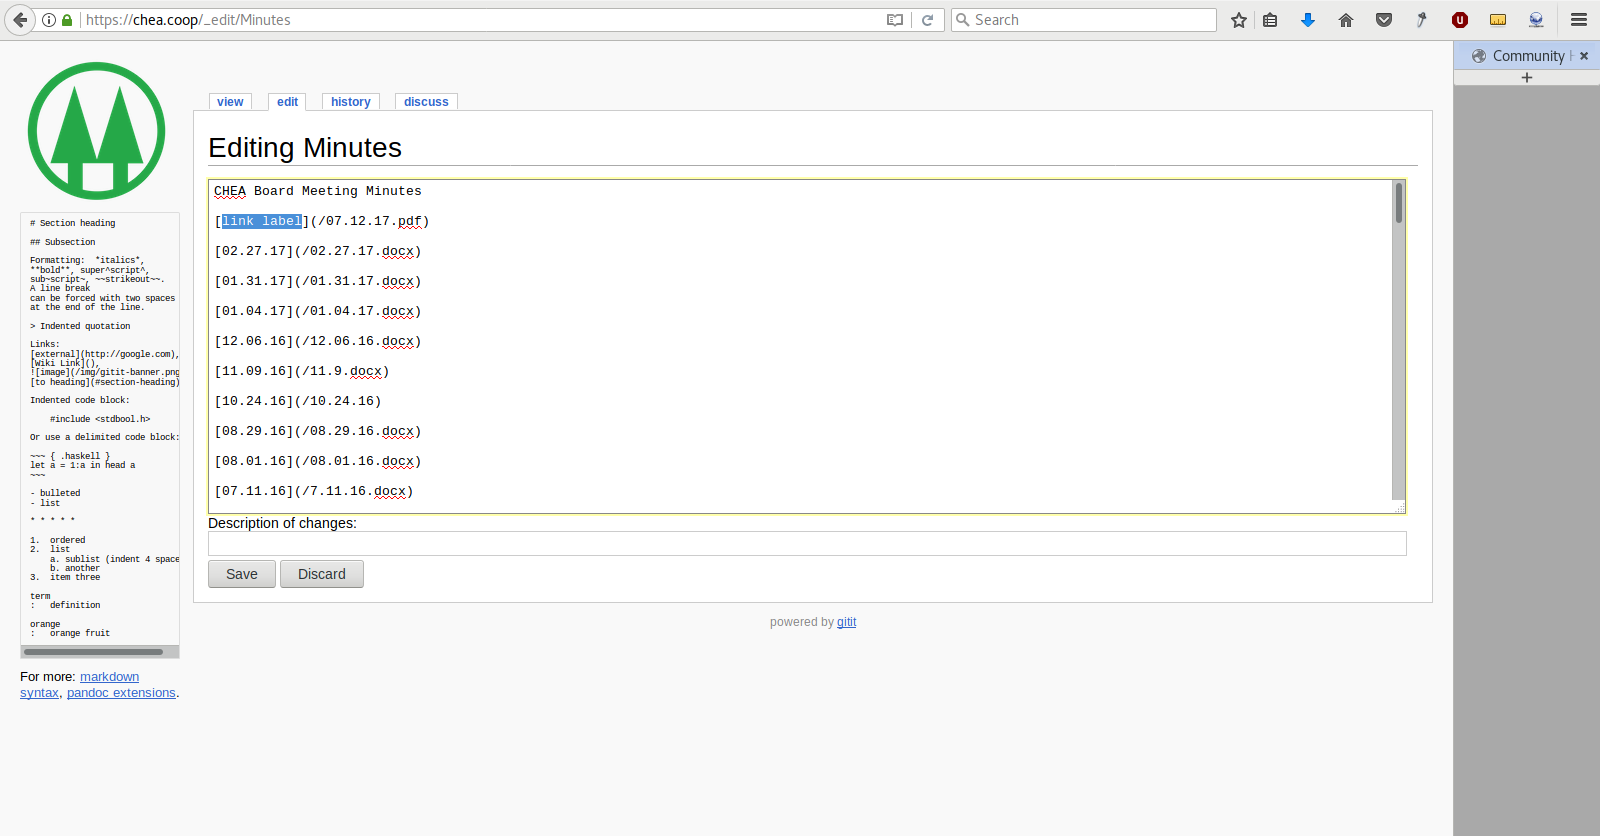 https://chea.coop/_edit/Minutes
Search
Community
view
edit
history
discuss
Editing Minutes
CHEA Board Meeting Minutes
[link label](/07.12.17.pdf)
[02.27.17](/02.27.17.docx)
[01.31.17](/01.31.17.docx)
[01.04.17](/01.04.17.docx)
[12.06.16](/12.06.16.docx)
[11.09.16](/11.9.docx)
[10.24.16](/10.24.16)
[08.29.16](/08.29.16.docx)
[08.01.16](/08.01.16.docx)
[07.11.16](/7.11.16.docx)
Description of changes:
Save
Discard
powered by gitit
# Section heading
## Subsection
Formatting:  *italics*,
**bold**, super^script^,
sub~script~, ~~strikeout~~.
A line break
can be forced with two spaces
at the end of the line.
> Indented quotation
Links:
[external](http://google.com),
[Wiki Link](),
![image](/img/gitit-banner.png
[to heading](#section-heading)
Indented code block:
#include <stdbool.h>
Or use a delimited code block:
~~~ { .haskell }
let a = 1:a in head a
~~~
- bulleted
- list
* * * * *
1.  ordered
2.  list
a. sublist (indent 4 space
b. another
3.  item three
term
:   definition
orange
:   orange fruit
For more: markdown
syntax, pandoc extensions.